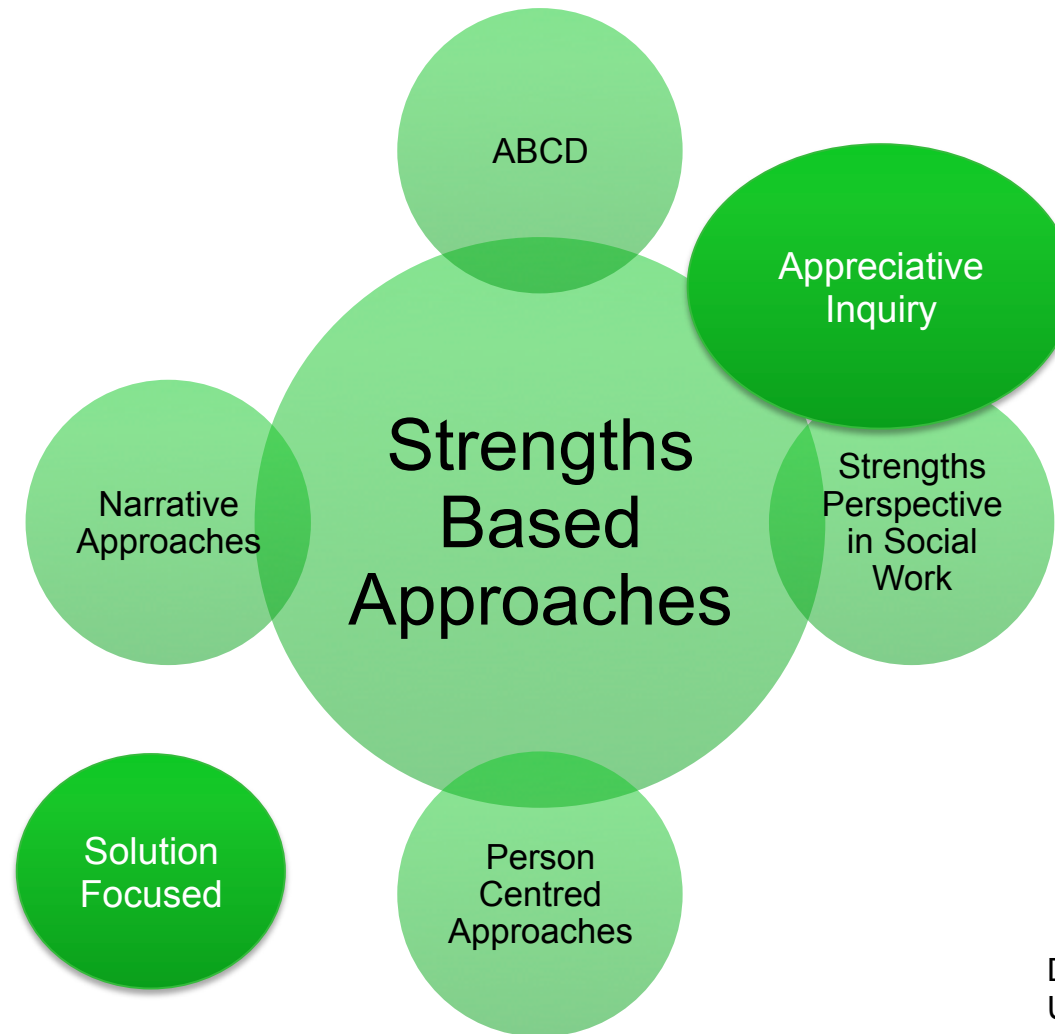 ABCD
Appreciative
Inquiry
Strengths
Based
Approaches
Narrative
Approaches
Strengths
Perspective
in Social
Work
Solution
Focused
Person
Centred
Approaches